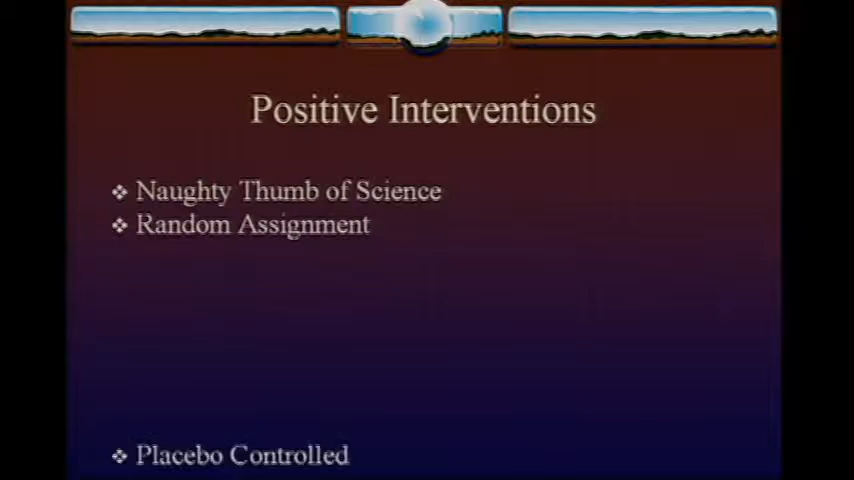 Positive Interventions
Naughty Thumb of Science
Random Assignment
Placebo Controlled